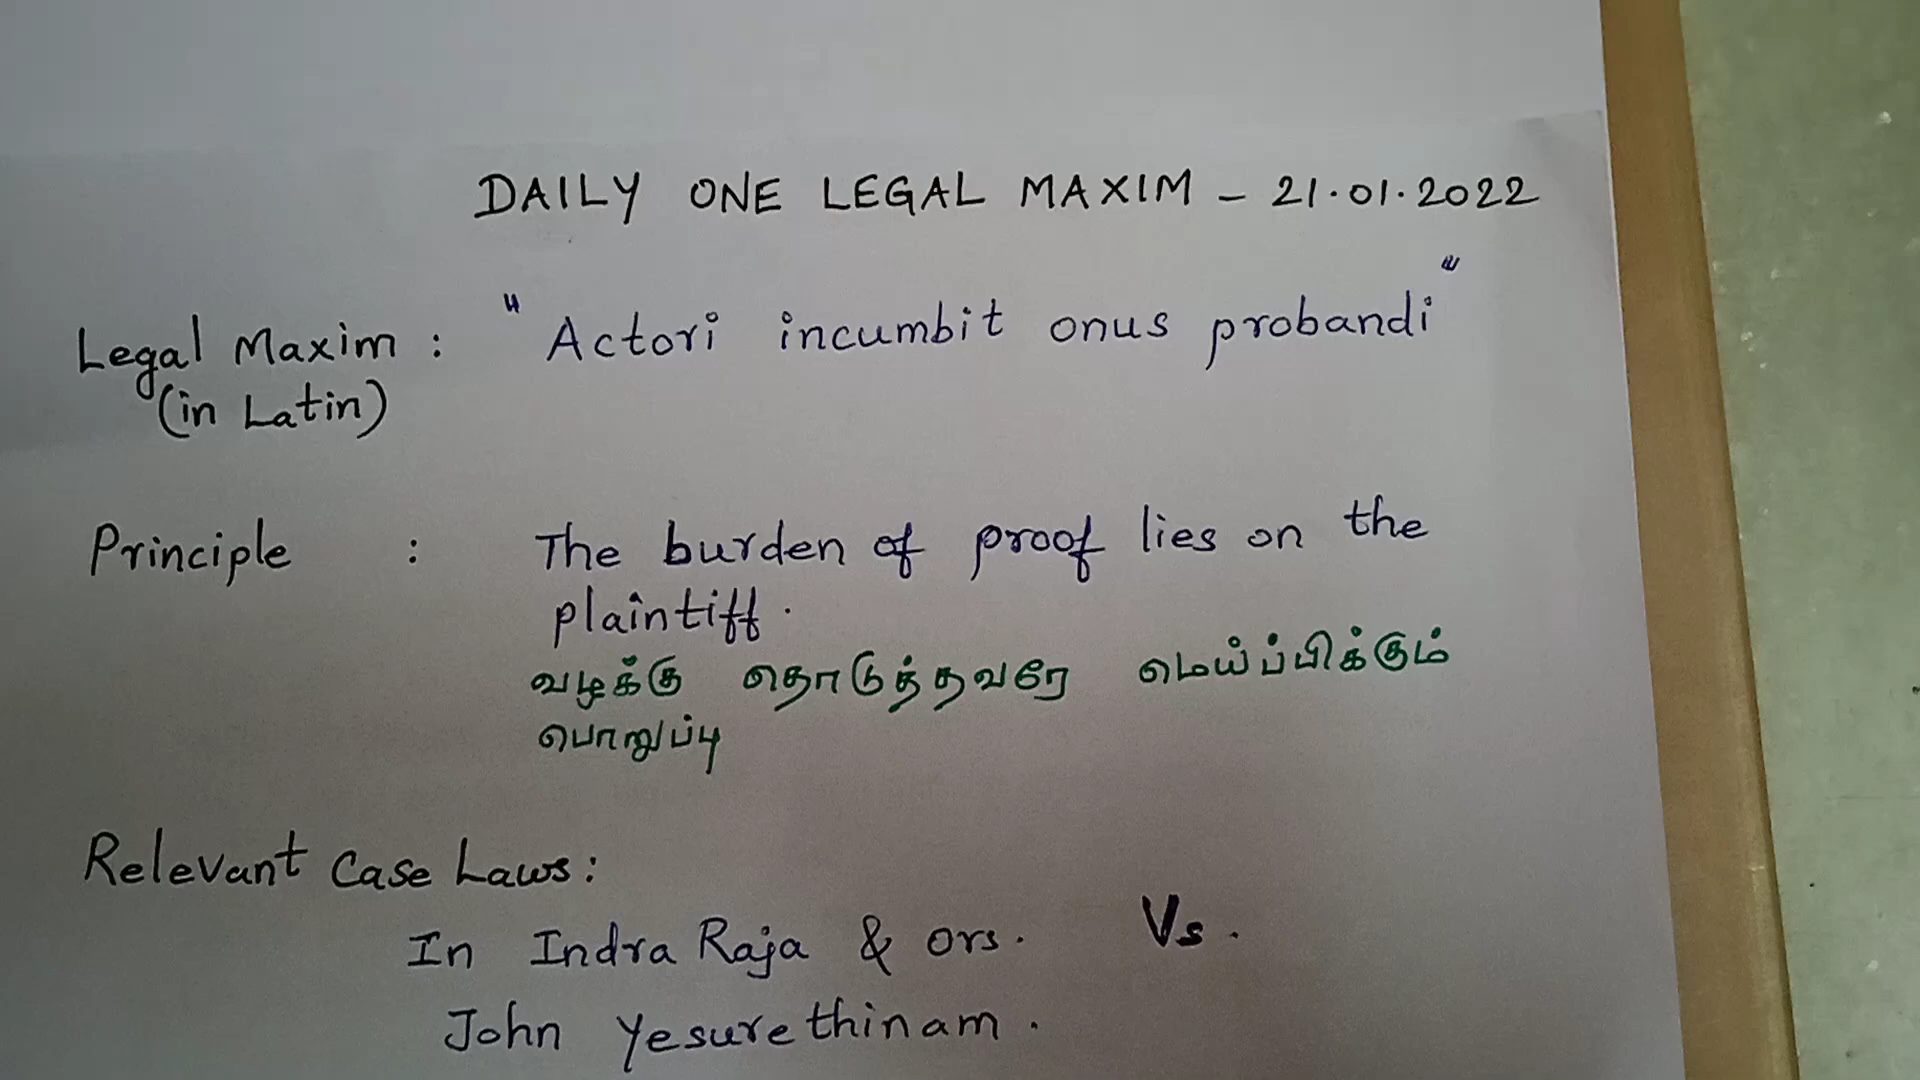 DAILY ONE LEGAL MAXIM - 21.01.2022
Legal Maxim : "Actori incumbit onus probandi"
(in Latin)
Principle : The burden of proof lies on the
plaintiff.
வழக்கு தொடுத்தவரே மெய்ப்பிக்கும்
பொறுப்பு
Relevant Case Laws:
In Indra Raja & ors. Vs.
John Yesurethinam.